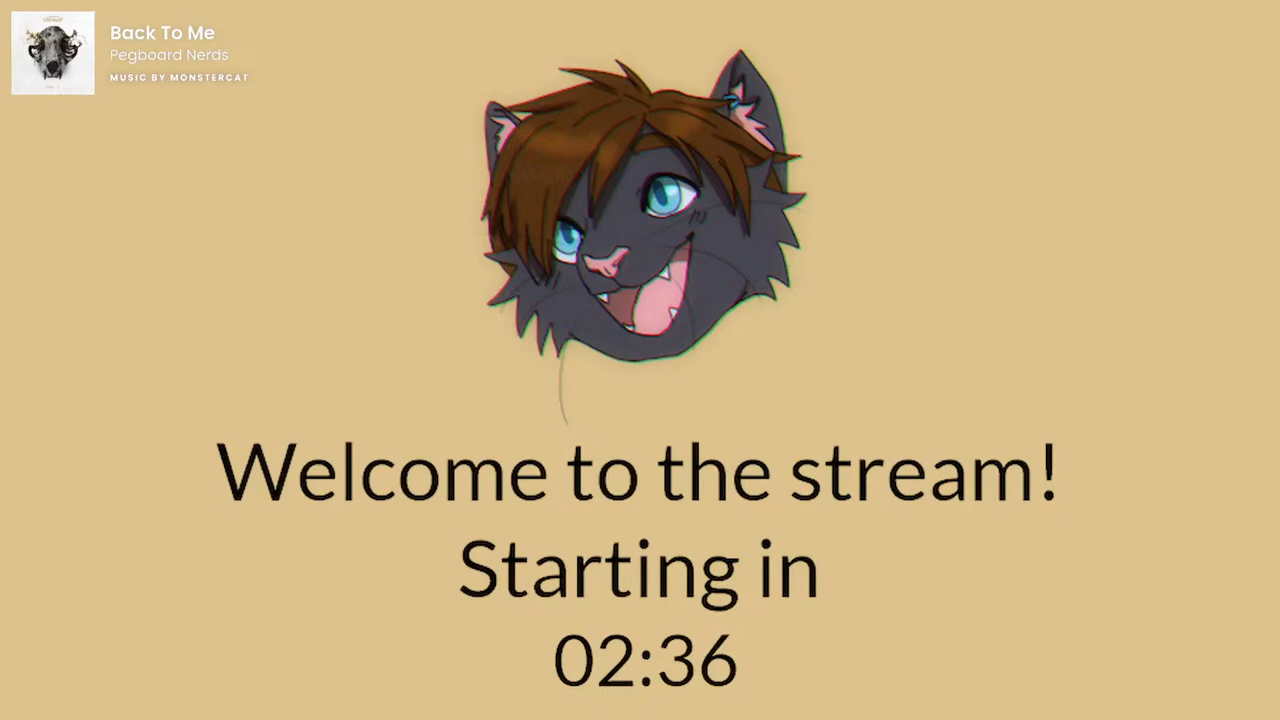 Back To Me
Pegboard Nerds
MUSIC BY MONSTERCAT
Welcome to the stream!
Starting in
02:36